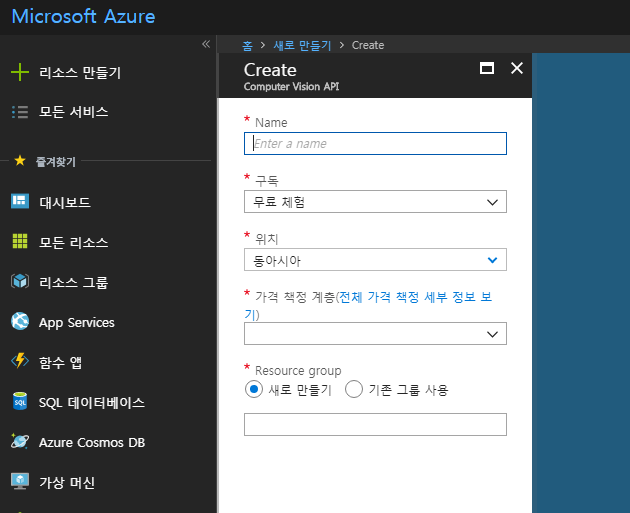 Microsoft Azure
«
홈 > 새로 만들기 > Create
리소스 만들기
모든 서비스
즐겨찾기
대시보드
모든 리소스
리소스 그룹
App Services
함수 앱
SQL 데이터베이스
Azure Cosmos DB
가상 머신
Create
Computer Vision API
* Name
Enter a name
* 구독
무료 체험
* 위치
동아시아
* 가격 책정 계층(전체 가격 책정 세부 정보 보
기)
* Resource group
새로 만들기 기존 그룹 사용